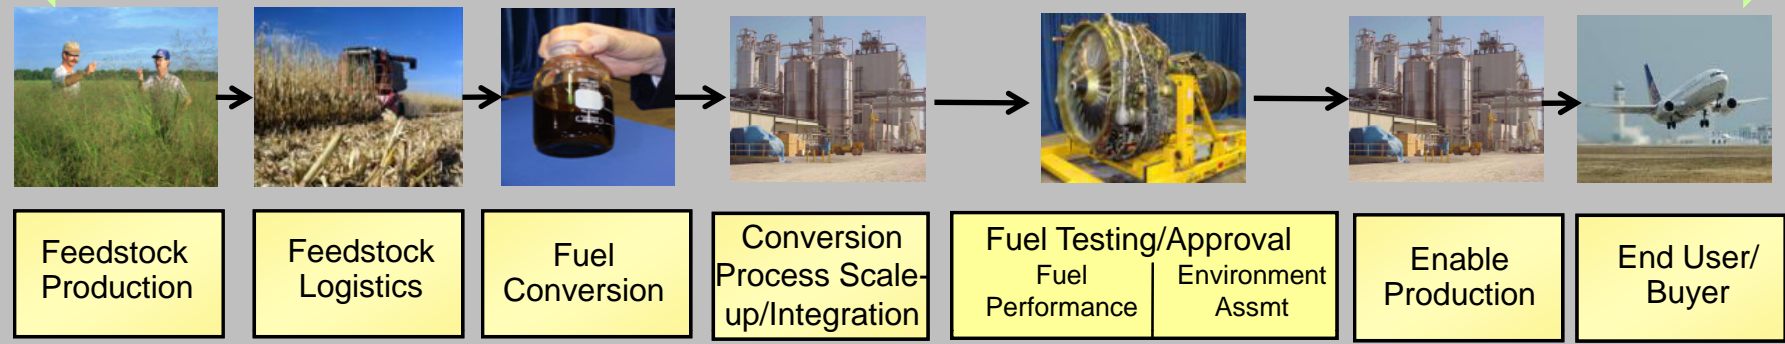 Feedstock
Production
Feedstock
Logistics
Fuel
Conversion
Conversion
Process Scale-
up/Integration
Fuel Testing/Approval
Fuel
Performance
Environment
Assmt
Enable
Production
End User/
Buyer